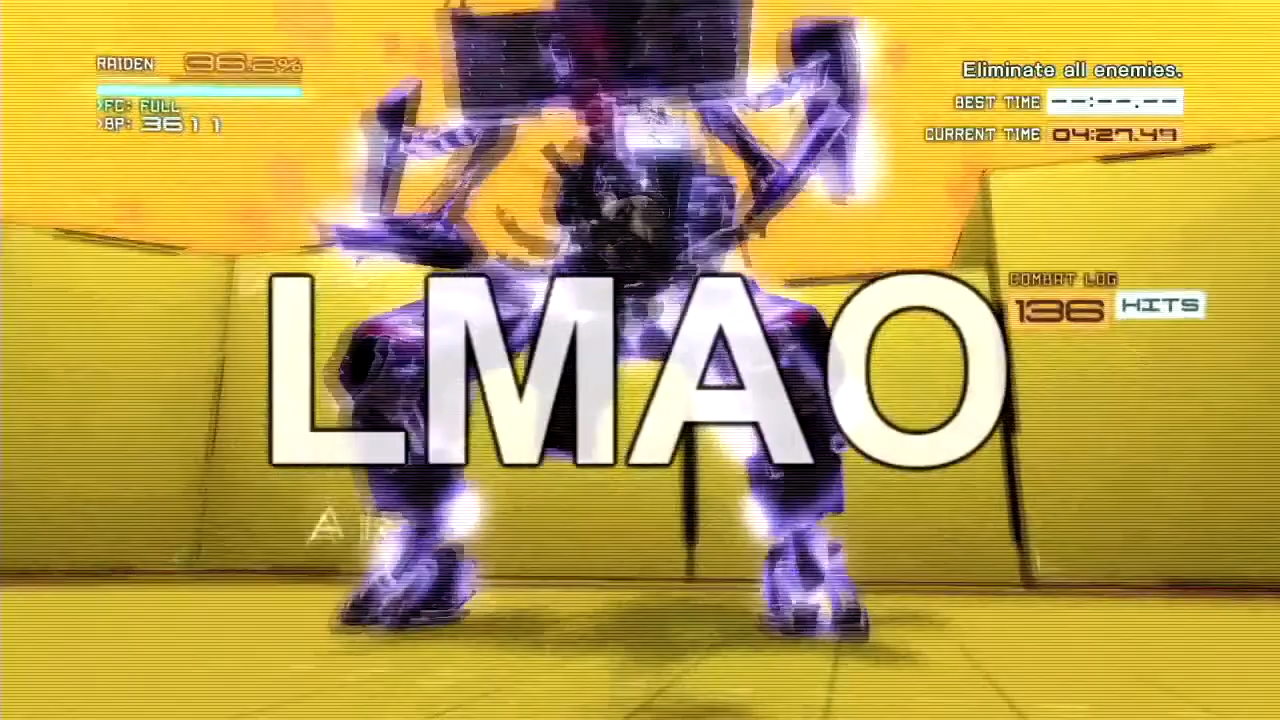 RAIDEN 36.2%
›FC: FULL
›BP: 3611
Eliminate all enemies.
BEST TIME --:--.--
CURRENT TIME 04:27.49
COMBAT LOG
136 HITS
LMAO